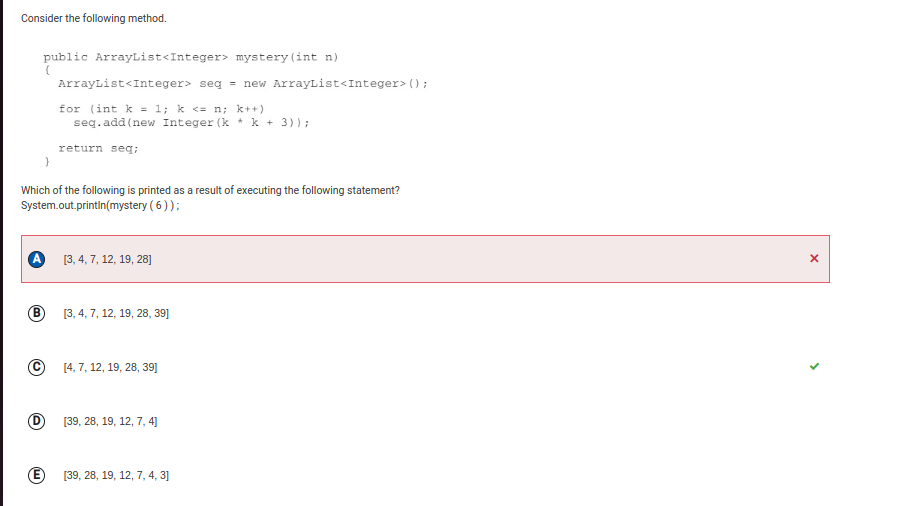 Consider the following method.
public ArrayList<Integer> mystery(int n)
{
ArrayList<Integer> seq = new ArrayList<Integer>();
for (int k = 1; k <= n; k++)
seq.add(new Integer(k * k + 3));
return seq;
}
Which of the following is printed as a result of executing the following statement?
System.out.println(mystery ( 6 ) );
A [3, 4, 7, 12, 19, 28]
B [3, 4, 7, 12, 19, 28, 39]
C [4, 7, 12, 19, 28, 39]
D [39, 28, 19, 12, 7, 4]
E [39, 28, 19, 12, 7, 4, 3]